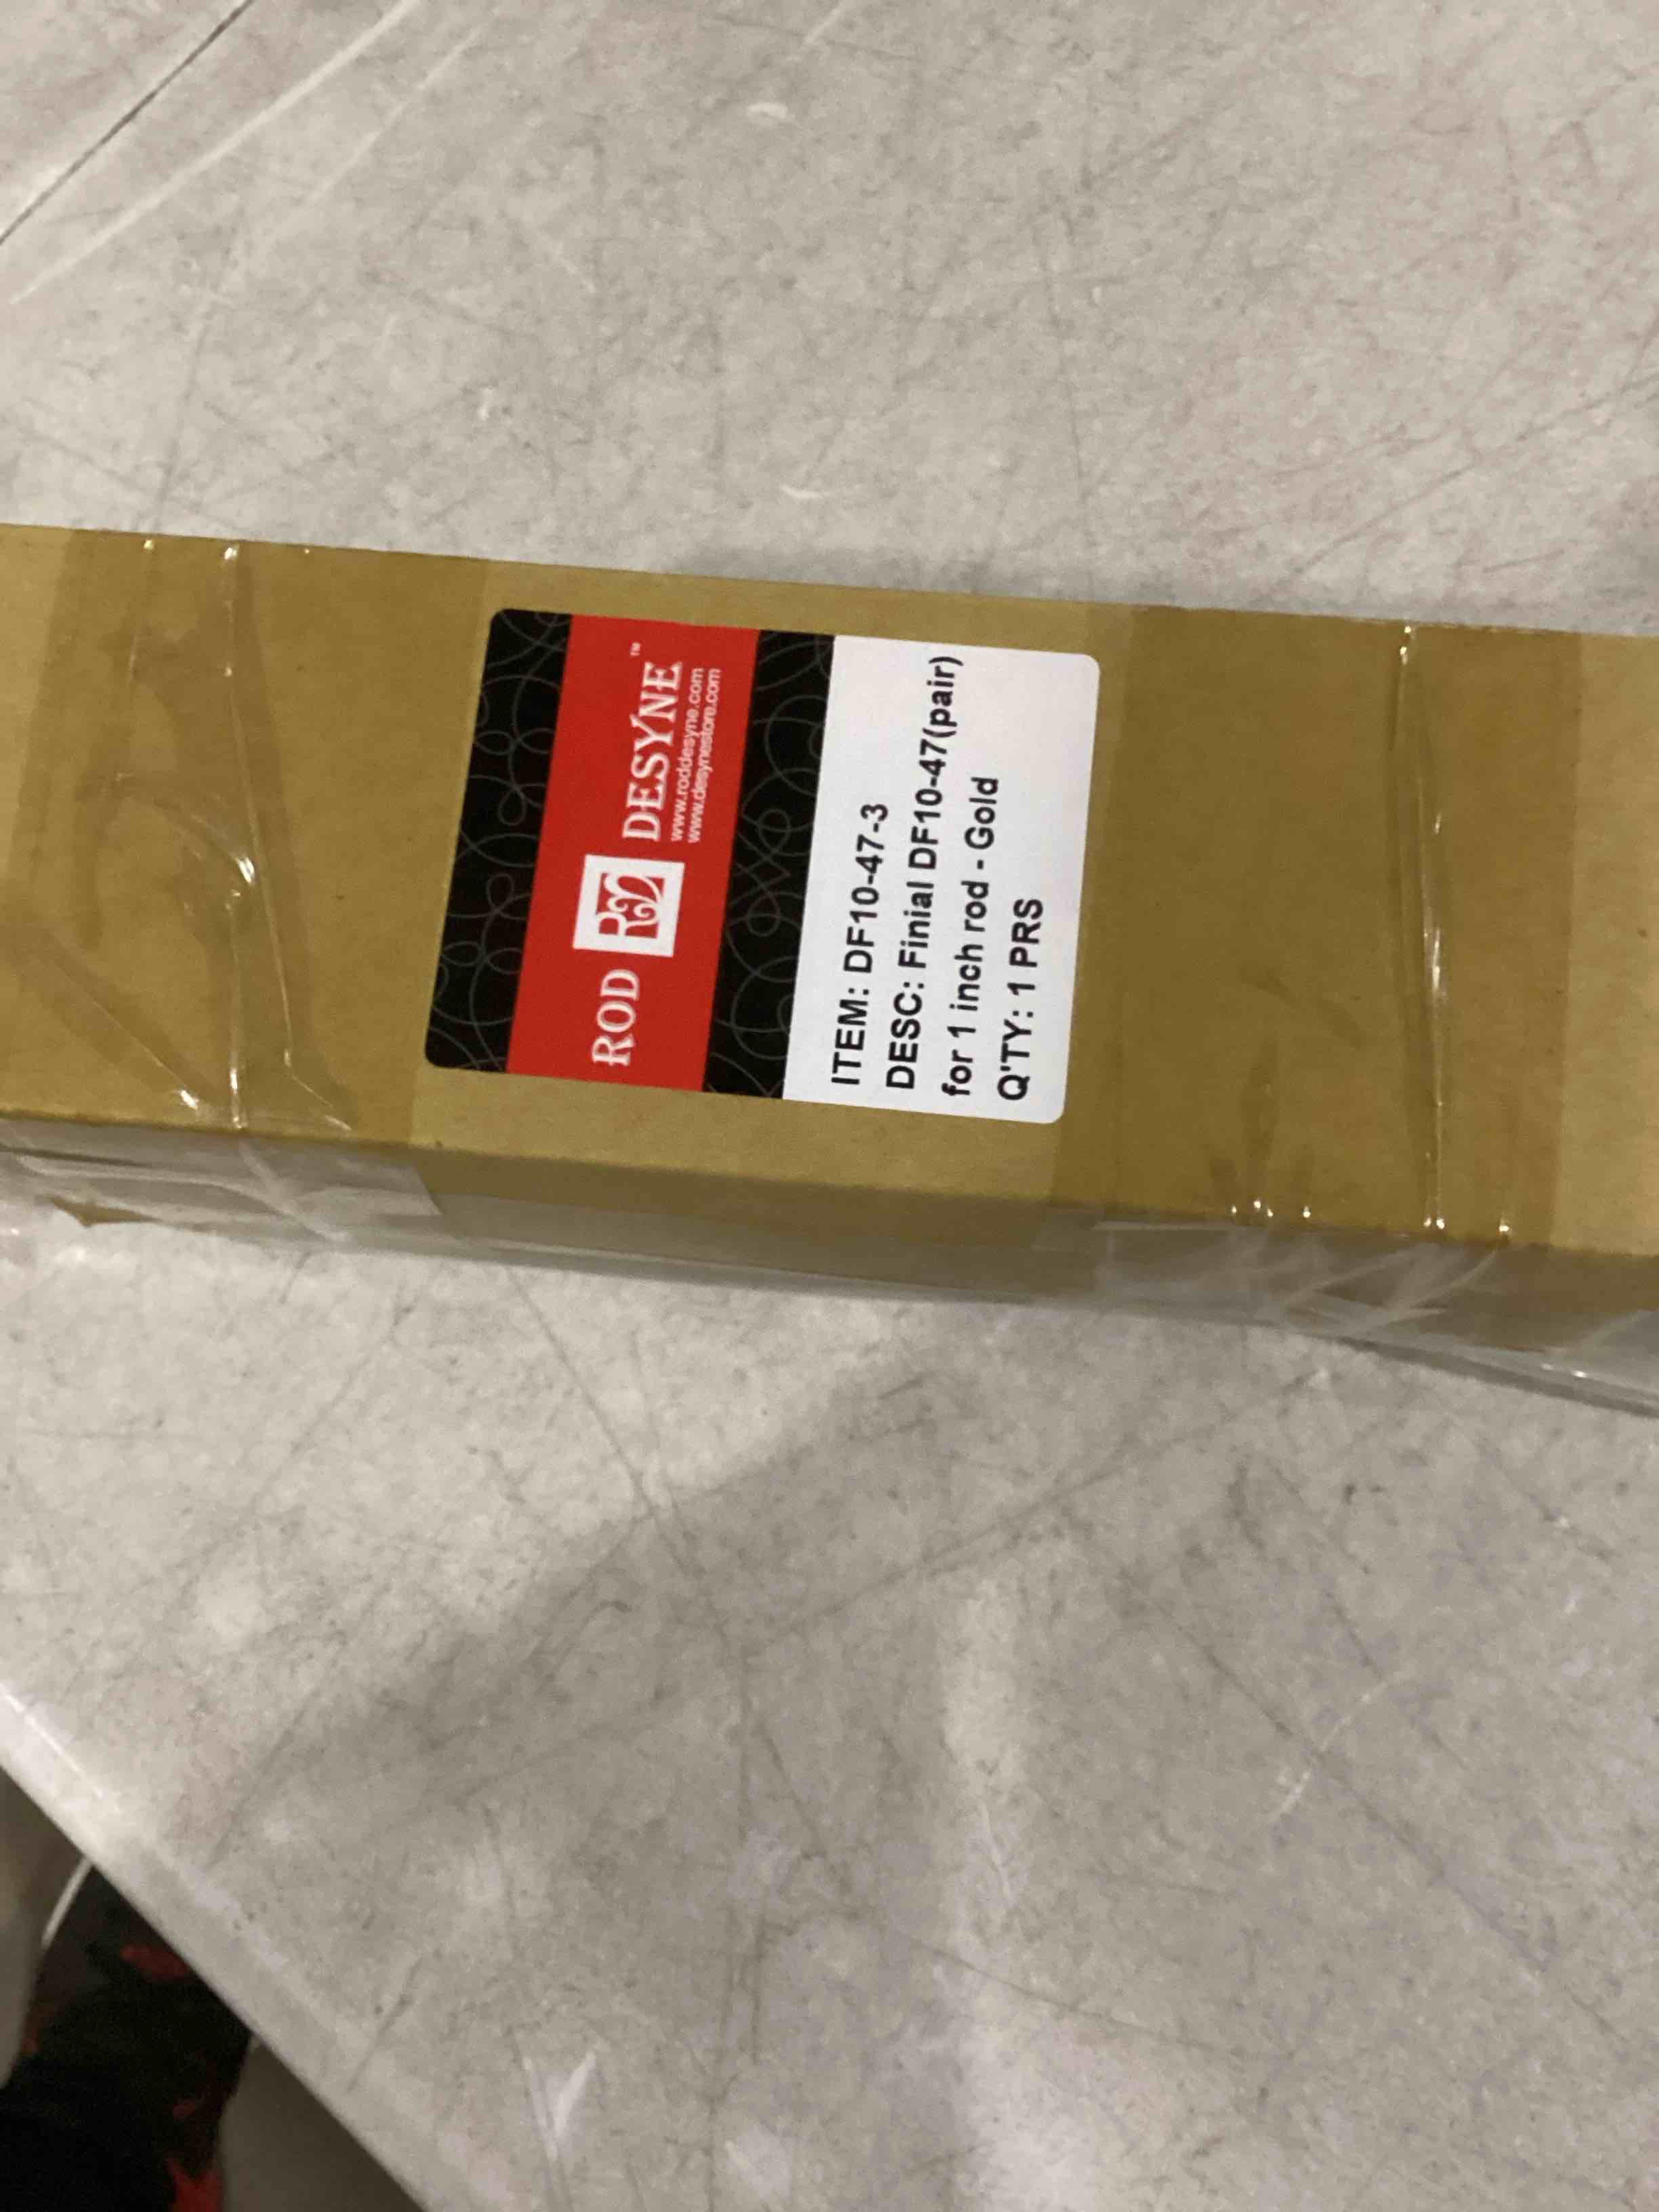 ROD RD DESYNE™
www.roddesyne.com
www.desynestore.com
ITEM: DF10-47-3
DESC: Finial DF10-47(pair)
for 1 inch rod - Gold
Q'TY: 1 PRS